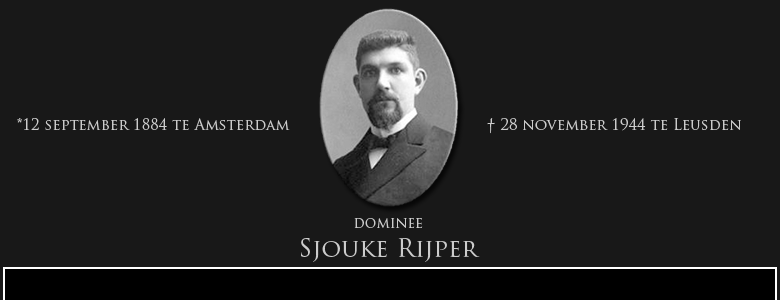 *12 september 1884 te Amsterdam
† 28 november 1944 te Leusden
dominee
Sjouke Rijper